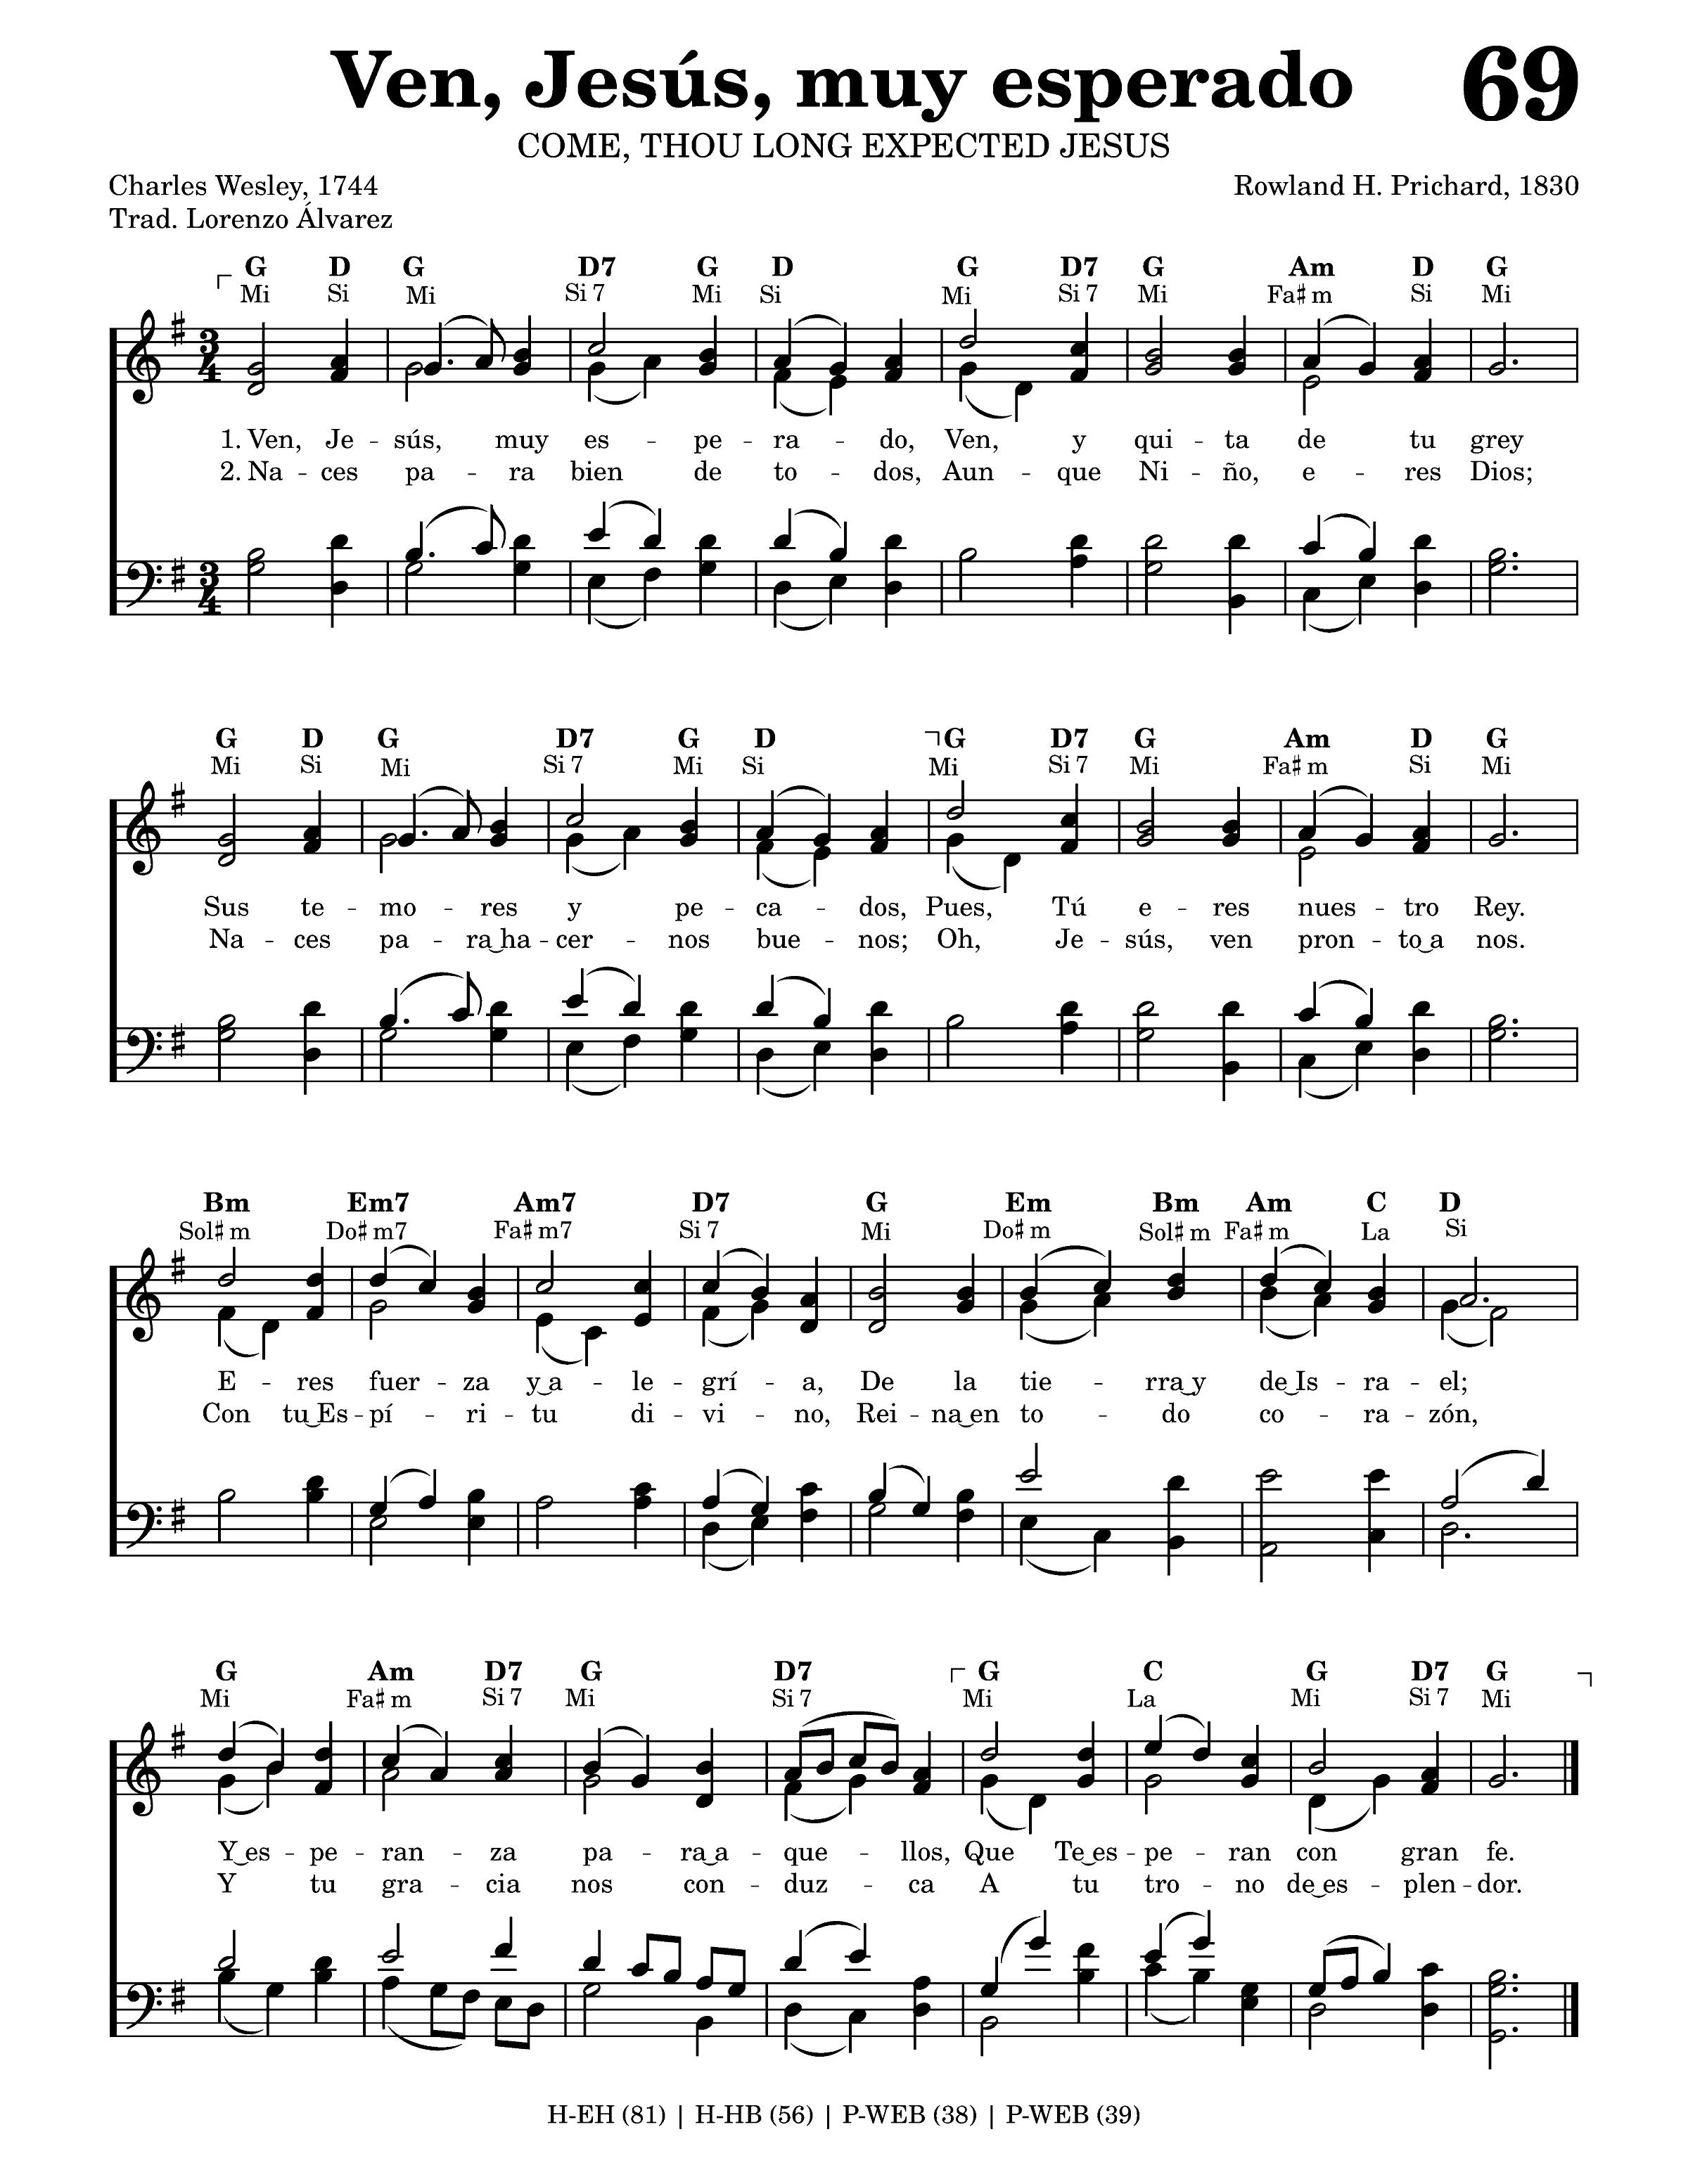 Ven, Jesús, muy esperado 69
COME, THOU LONG EXPECTED JESUS
Charles Wesley, 1744 Rowland H. Prichard, 1830
Trad. Lorenzo Álvarez
G D G D7 G D G D7 G Am D G
Mi Si Mi Si 7 Mi Si Mi Si 7 Mi Fa♯ m Si Mi
3 4
1. Ven, Je - sús, muy es - pe - ra - do, Ven, y qui - ta de tu grey
2. Na - ces pa - ra bien de to - dos, Aun - que Ni - ño, e - res Dios;
3 4
G D G D7 G D G D7 G Am D G
Mi Si Mi Si 7 Mi Si Mi Si 7 Mi Fa♯ m Si Mi
Sus te - mo - res y pe - ca - dos, Pues, Tú e - res nues - tro Rey.
Na - ces pa - ra‿ha - cer - nos bue - nos; Oh, Je - sús, ven pron - to‿a nos.
Bm Em7 Am7 D7 G Em Bm Am C D
Sol♯ m Do♯ m7 Fa♯ m7 Si 7 Mi Do♯ m Sol♯ m Fa♯ m La Si
E - res fuer - za y‿a - le - grí - a, De la tie - rra‿y de‿Is - ra - el;
Con tu‿Es - pí - ri - tu di - vi - no, Rei - na‿en to - do co - ra - zón,
G Am D7 G D7 G C G D7 G
Mi Fa♯ m Si 7 Mi Si 7 Mi La Mi Si 7 Mi
Y‿es - pe - ran - za pa - ra‿a - que - llos, Que Te‿es - pe - ran con gran fe.
Y tu gra - cia nos con - duz - ca A tu tro - no de‿es - plen - dor.
H-EH (81) | H-HB (56) | P-WEB (38) | P-WEB (39)